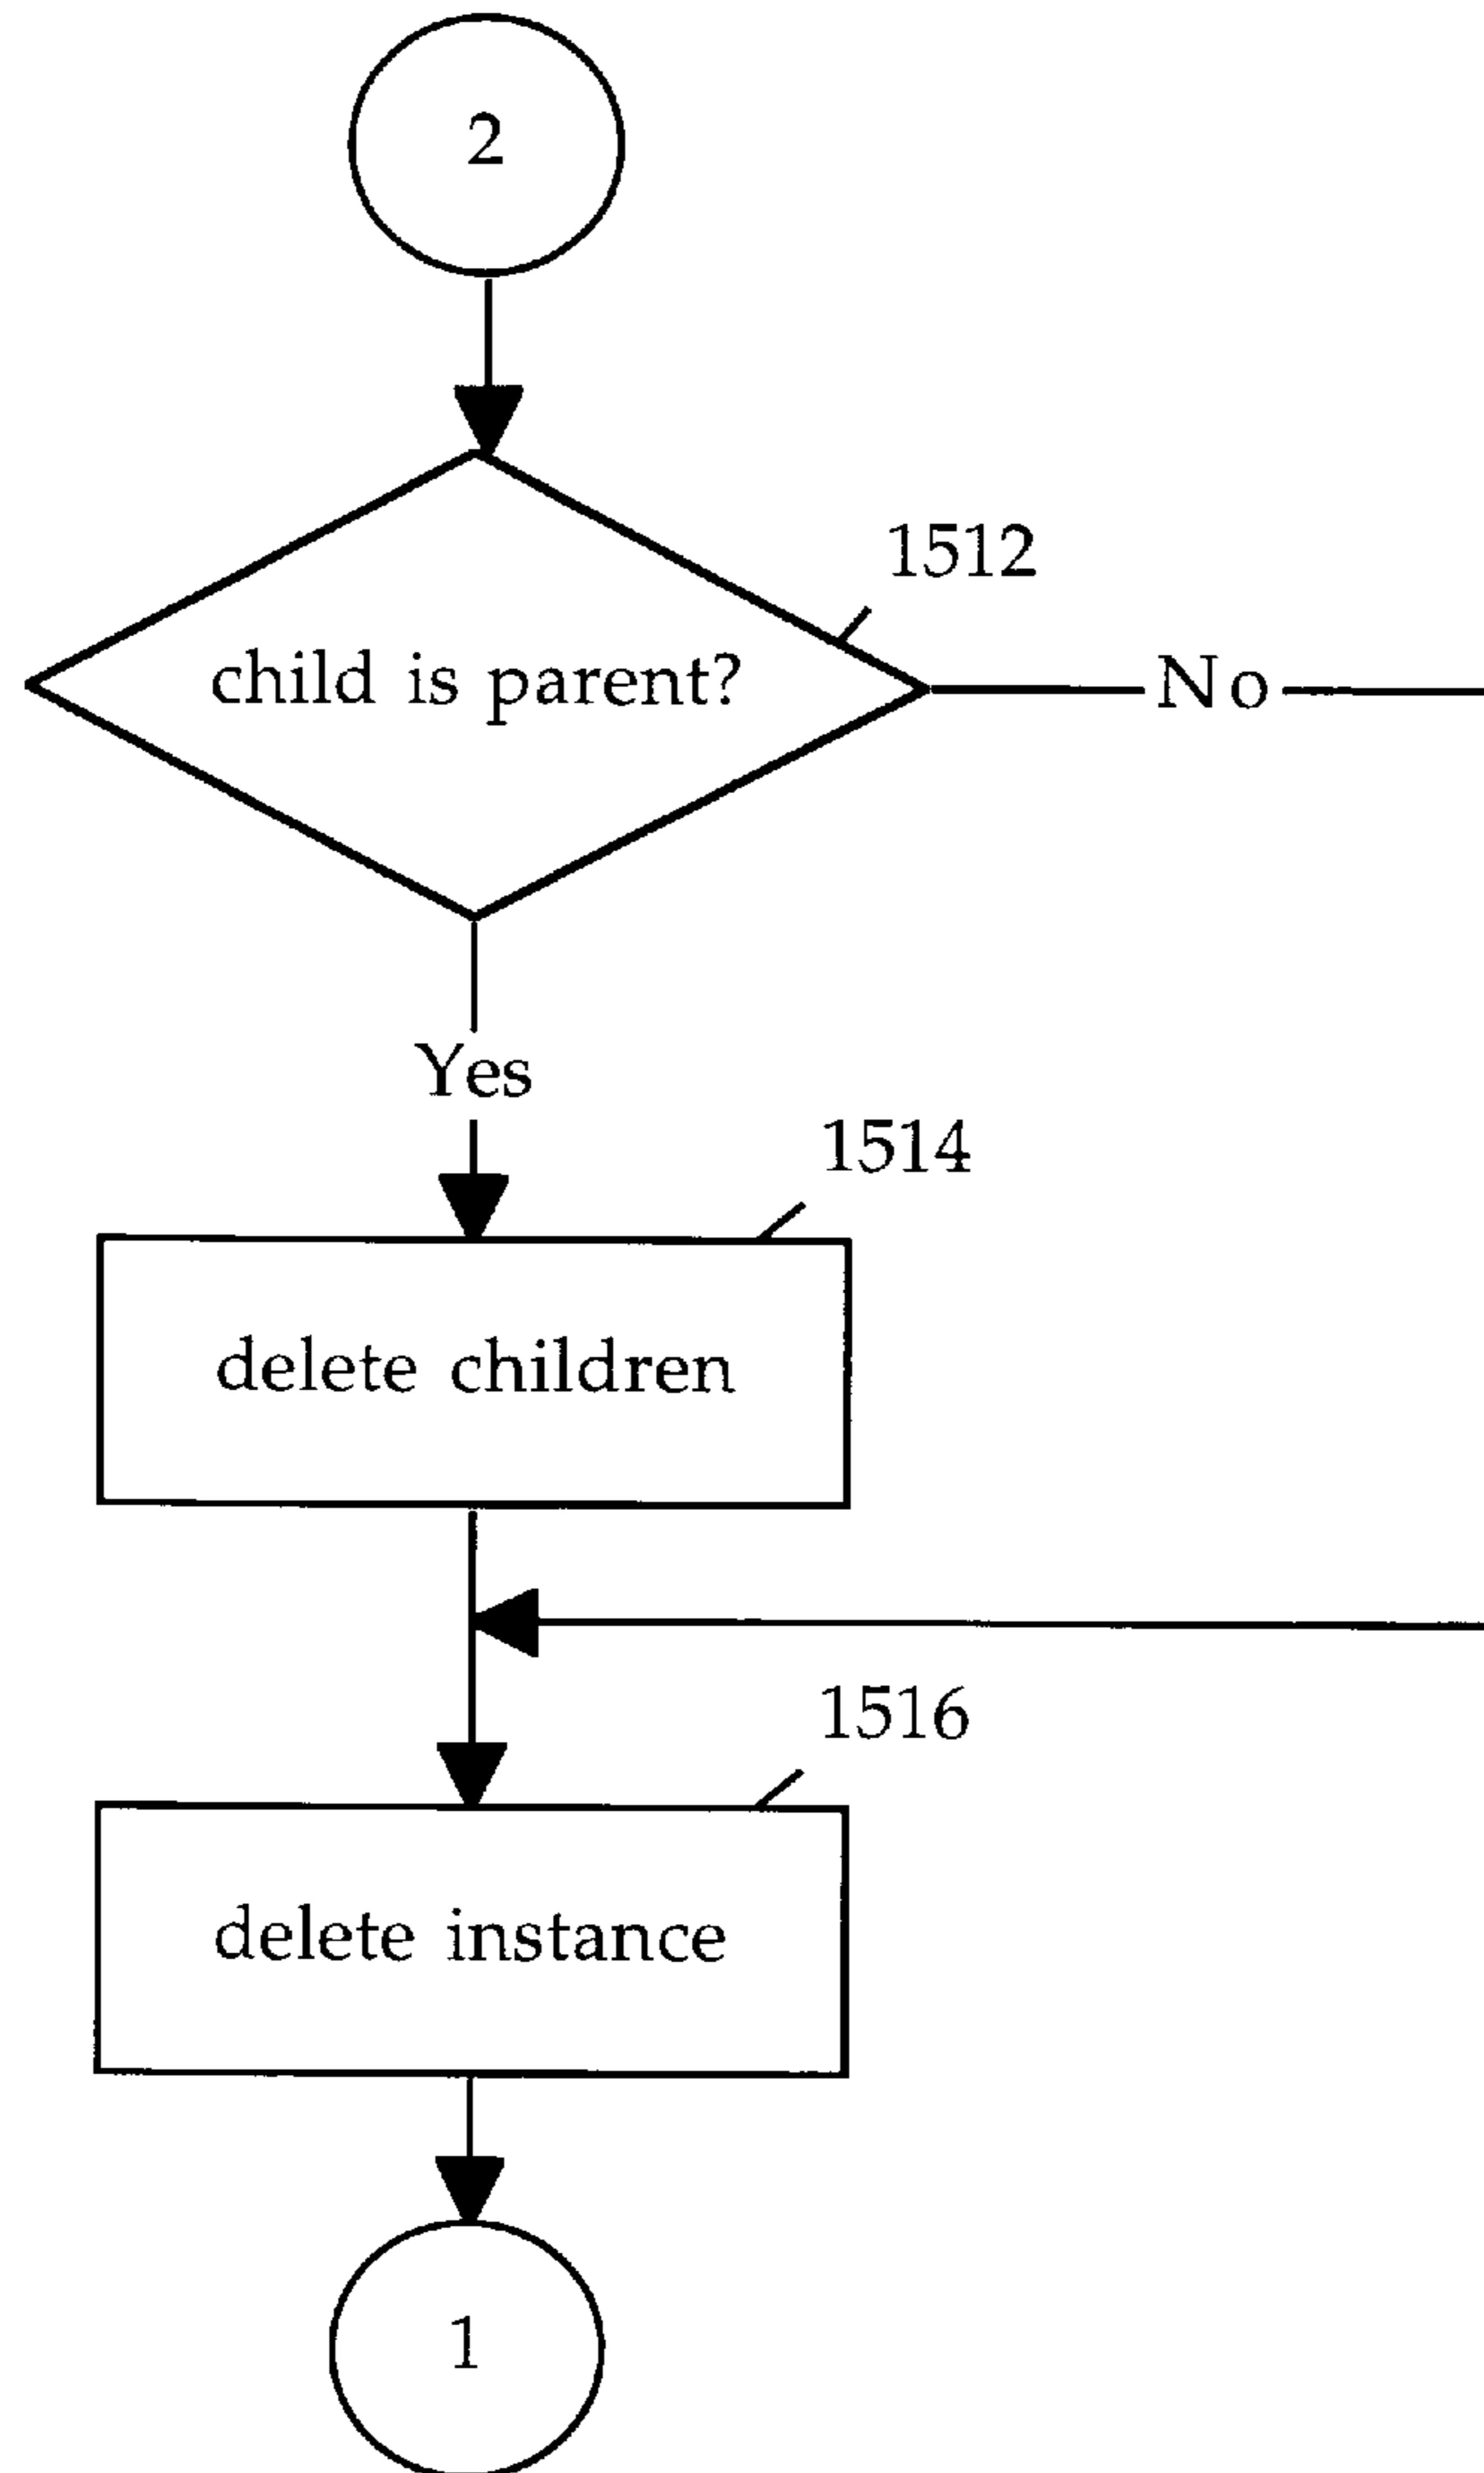 2
1512
child is parent?
No
Yes
1514
delete children
1516
delete instance
1